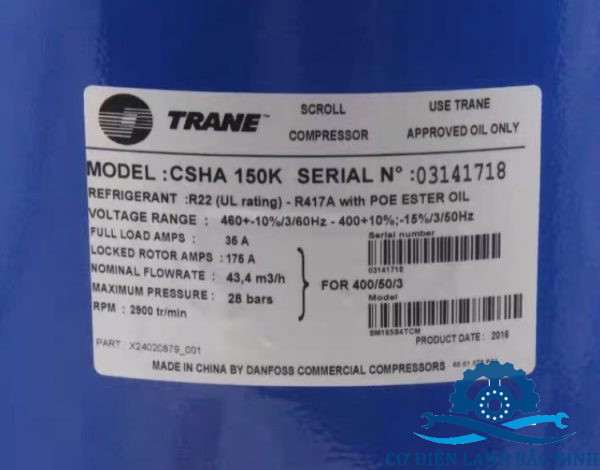 TRANE™
SCROLL
COMPRESSOR
USE TRANE
APPROVED OIL ONLY
MODEL :CSHA 150K SERIAL N° :03141718
REFRIGERANT :R22 (UL rating) - R417A with POE ESTER OIL
VOLTAGE RANGE : 460+-10%/3/60Hz - 400+10%;-15%/3/50Hz
FULL LOAD AMPS : 35 A
LOCKED ROTOR AMPS : 175 A
NOMINAL FLOWRATE : 43,4 m3/h
MAXIMUM PRESSURE : 28 bars
RPM : 2900 tr/min
FOR 400/50/3
Serial number
03141718
Model
SM185S4TCM
PRODUCT DATE : 2016
PART : X24020879_001
MADE IN CHINA BY DANFOSS COMMERCIAL COMPRESSORS
CƠ ĐIỆN LẠNH BẮC BÌNH